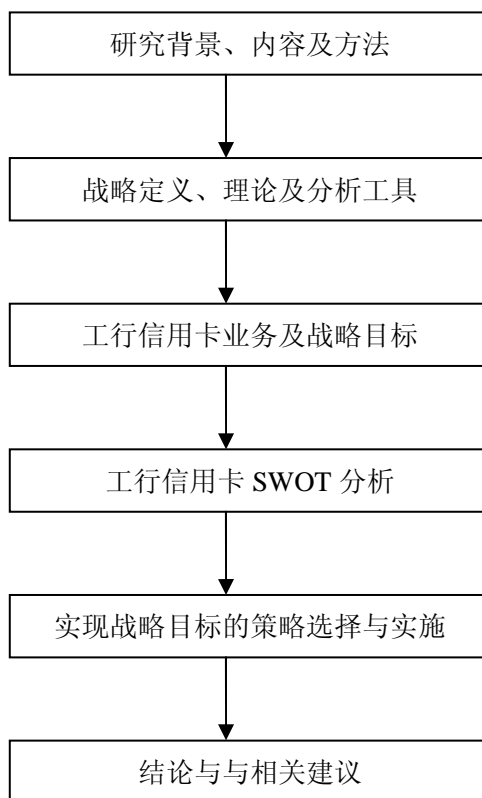 研究背景、内容及方法
战略定义、理论及分析工具
工行信用卡业务及战略目标
工行信用卡 SWOT 分析
实现战略目标的策略选择与实施
结论与与相关建议